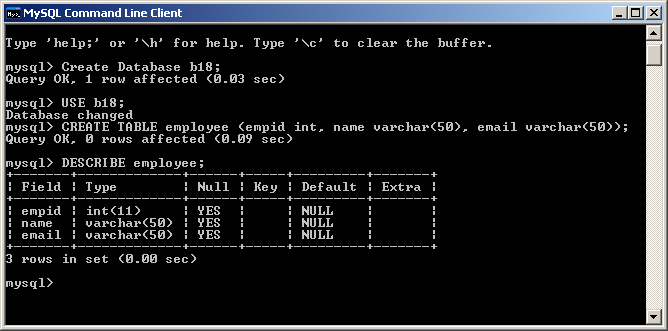 MySQL Command Line Client
Type 'help;' or '\h' for help. Type '\c' to clear the buffer.
mysql> Create Database b18;
Query OK, 1 row affected (0.03 sec)
mysql> USE b18;
Database changed
mysql> CREATE TABLE employee (empid int, name varchar(50), email varchar(50));
Query OK, 0 rows affected (0.09 sec)
mysql> DESCRIBE employee;
+-------+-------------+------+-----+---------+-------+
| Field | Type        | Null | Key | Default | Extra |
+-------+-------------+------+-----+---------+-------+
| empid | int(11)     | YES  |     | NULL    |       |
| name  | varchar(50) | YES  |     | NULL    |       |
| email | varchar(50) | YES  |     | NULL    |       |
+-------+-------------+------+-----+---------+-------+
3 rows in set (0.00 sec)
mysql>